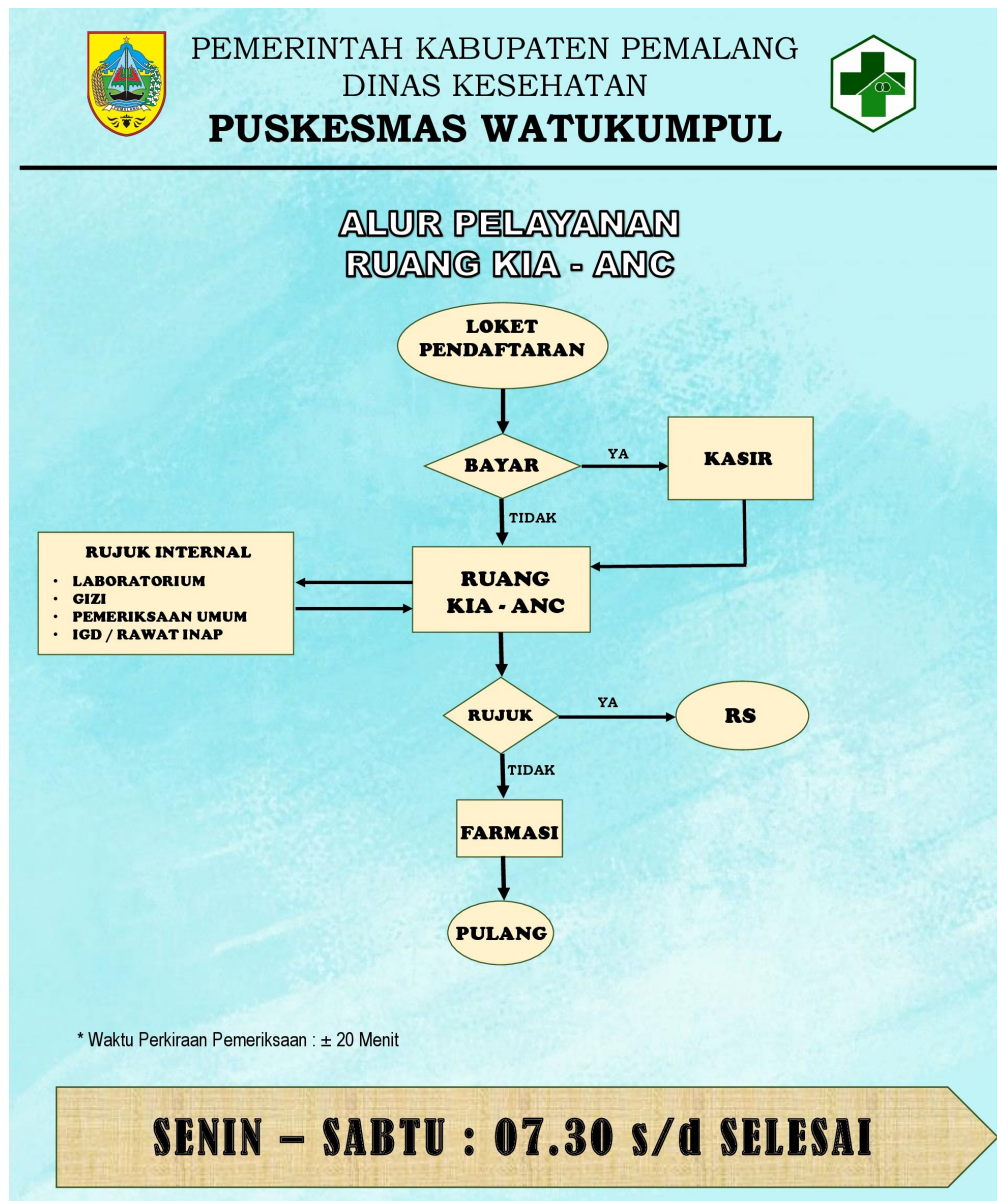 PEMERINTAH KABUPATEN PEMALANG
DINAS KESEHATAN
PUSKESMAS WATUKUMPUL
ALUR PELAYANAN
RUANG KIA - ANC
LOKET
PENDAFTARAN
BAYAR
YA
KASIR
TIDAK
RUJUK INTERNAL
• LABORATORIUM
• GIZI
• PEMERIKSAAN UMUM
• IGD / RAWAT INAP
RUANG
KIA - ANC
RUJUK
YA
RS
TIDAK
FARMASI
PULANG
* Waktu Perkiraan Pemeriksaan : ± 20 Menit
SENIN – SABTU : 07.30 s/d SELESAI